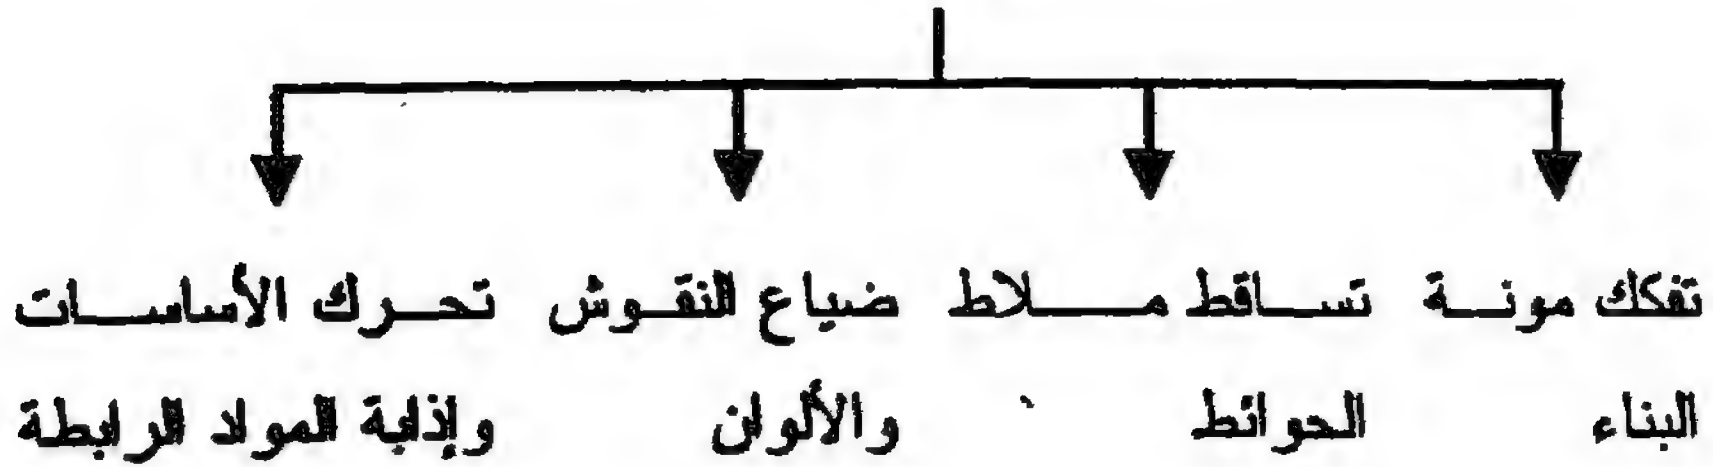 تفكك مونة تساقط ملاط ضياع النقوش تحرك الأساسات
البناء الحوائط والألوان وإذابة المواد الرابطة